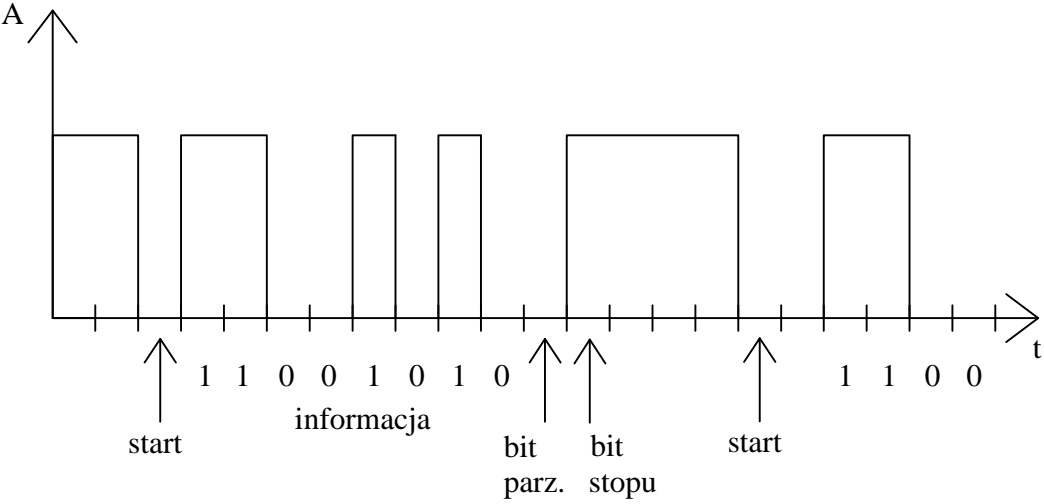 A
t
1 1 0 0 1 0 1 0
1 1 0 0
informacja
start
bit
parz.
bit
stopu
start